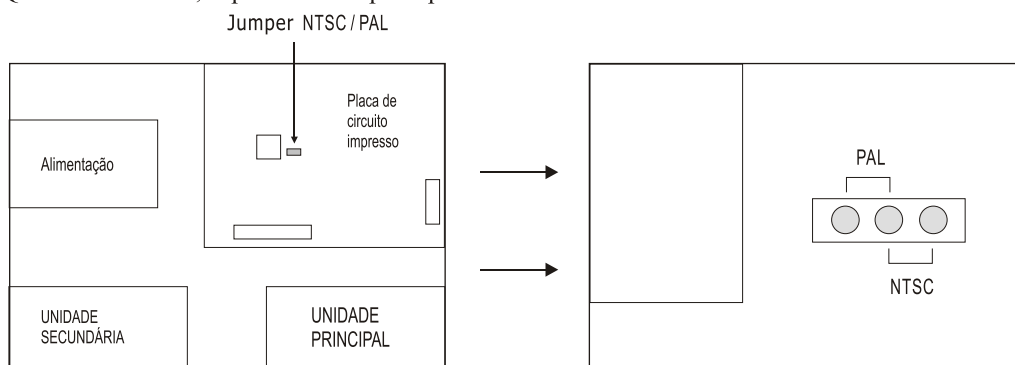 Jumper NTSC / PAL
Placa de
circuito
impresso
Alimentação
UNIDADE
SECUNDÁRIA
UNIDADE
PRINCIPAL
PAL
NTSC